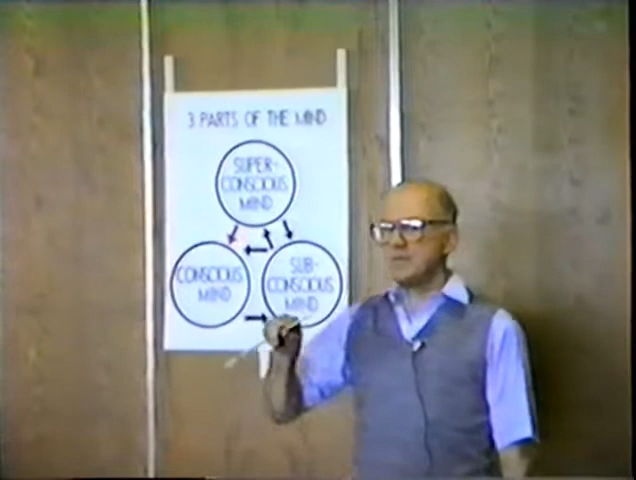 3 PARTS OF THE MIND
SUPER-
CONSCIOUS
MIND
CONSCIOUS
MIND
SUB-
CONSCIOUS
MIND